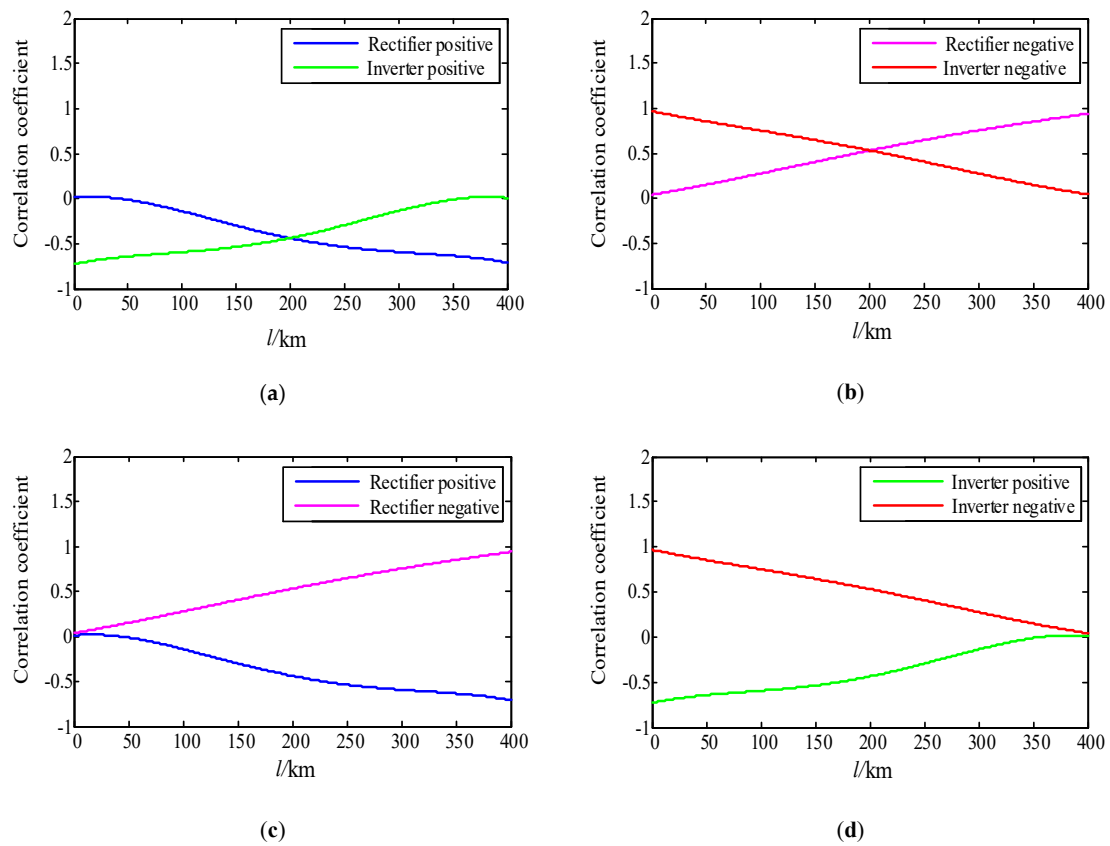 2
1.5
1
0.5
0
-0.5
-1
Correlation coefficient
Rectifier positive
Inverter positive
0 50 100 150 200 250 300 350 400
l/km
(a)
2
1.5
1
0.5
0
-0.5
-1
Correlation coefficient
Rectifier negative
Inverter negative
0 50 100 150 200 250 300 350 400
l/km
(b)
2
1.5
1
0.5
0
-0.5
-1
Correlation coefficient
Rectifier positive
Rectifier negative
0 50 100 150 200 250 300 350 400
l/km
(c)
2
1.5
1
0.5
0
-0.5
-1
Correlation coefficient
Inverter positive
Inverter negative
0 50 100 150 200 250 300 350 400
l/km
(d)